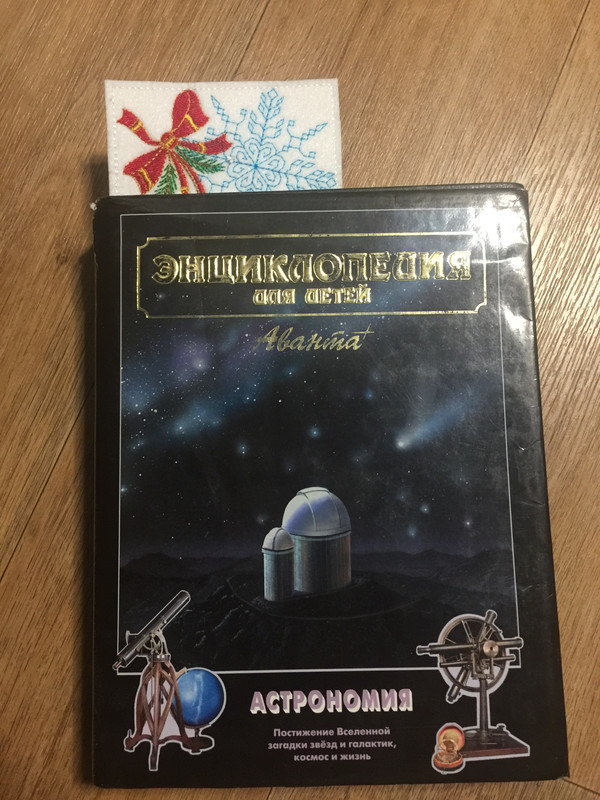 ЭНЦИКЛОПЕДИЯ
ДЛЯ ДЕТЕЙ
Аванта+
АСТРОНОМИЯ
Постижение Вселенной
загадки звёзд и галактик,
космос и жизнь